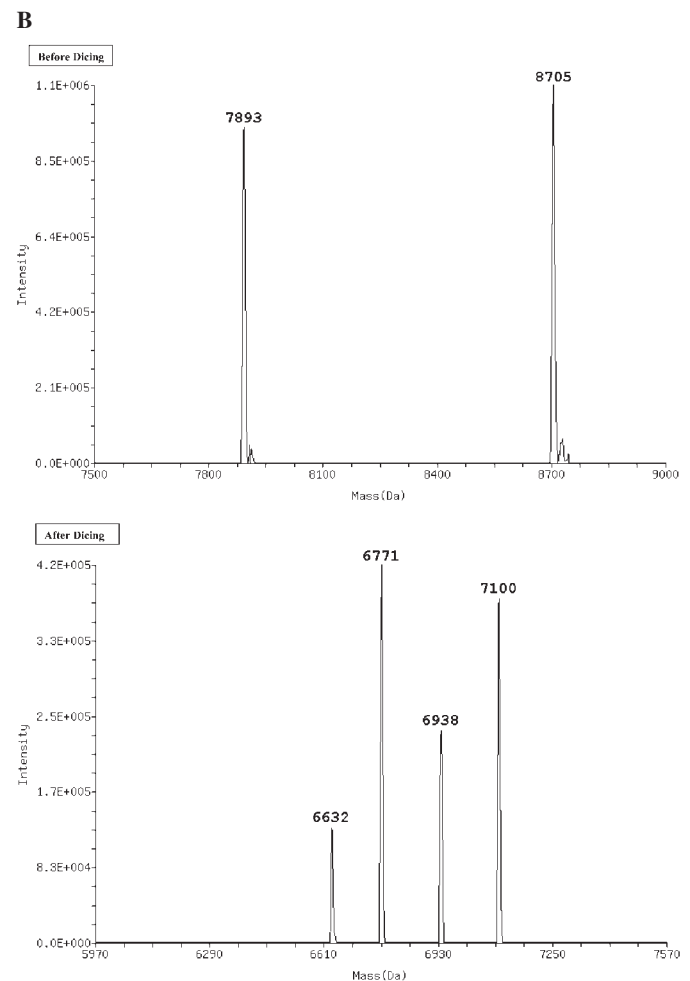 B
Before Dicing
1.1E+006
8.5E+005
6.4E+005
4.2E+005
2.1E+005
0.0E+000
Intensity
7893
8705
7500 7800 8100 8400 8700 9000
Mass(Da)
After Dicing
4.2E+005
3.3E+005
2.5E+005
1.7E+005
8.3E+004
0.0E+000
Intensity
6771
7100
6938
6632
5970 6290 6610 6930 7250 7570
Mass(Da)